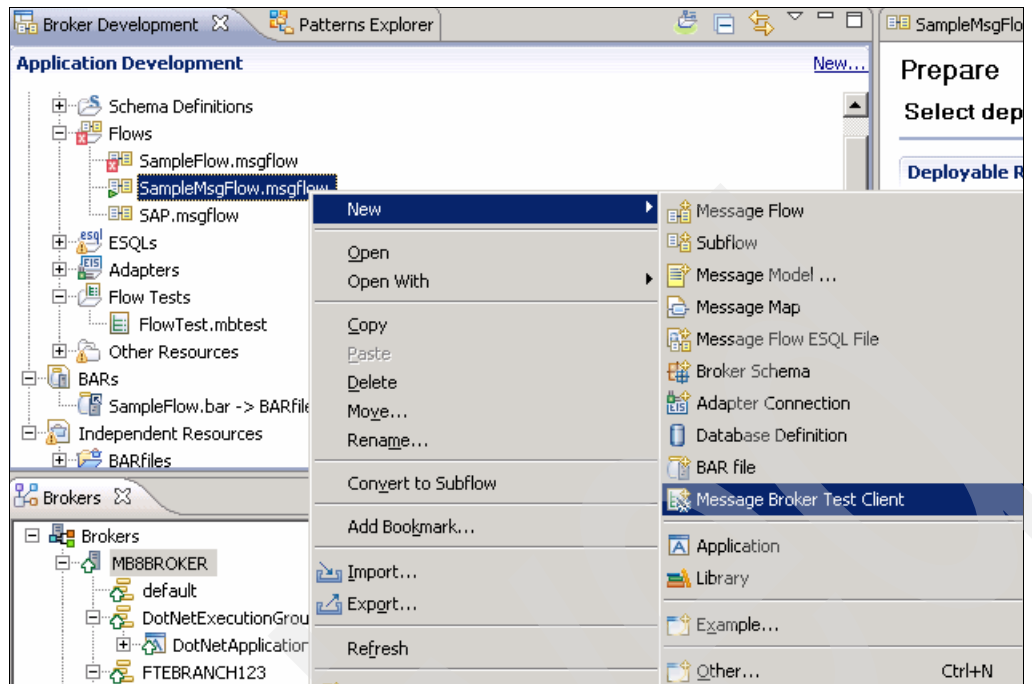 Broker Development
Patterns Explorer
SampleMsgFlo
Application Development
New...
Schema Definitions
Flows
SampleFlow.msgflow
SampleMsgFlow.msgflow
SAP.msgflow
esql ESQLs
EIS Adapters
Flow Tests
FlowTest.mbtest
Other Resources
BARs
SampleFlow.bar -> BARfile
Independent Resources
BARfiles
Brokers
Brokers
MB8BROKER
default
DotNetExecutionGrou
DotNetApplication
FTEBRANCH123
New
Open
Open With
Copy
Paste
Delete
Move...
Rename...
Convert to Subflow
Add Bookmark...
Import...
Export...
Refresh
Prepare
Select dep
Deployable R
Message Flow
Subflow
Message Model ...
Message Map
Message Flow ESQL File
Broker Schema
EIS Adapter Connection
Database Definition
BAR file
Message Broker Test Client
Application
Library
Example...
Other... Ctrl+N